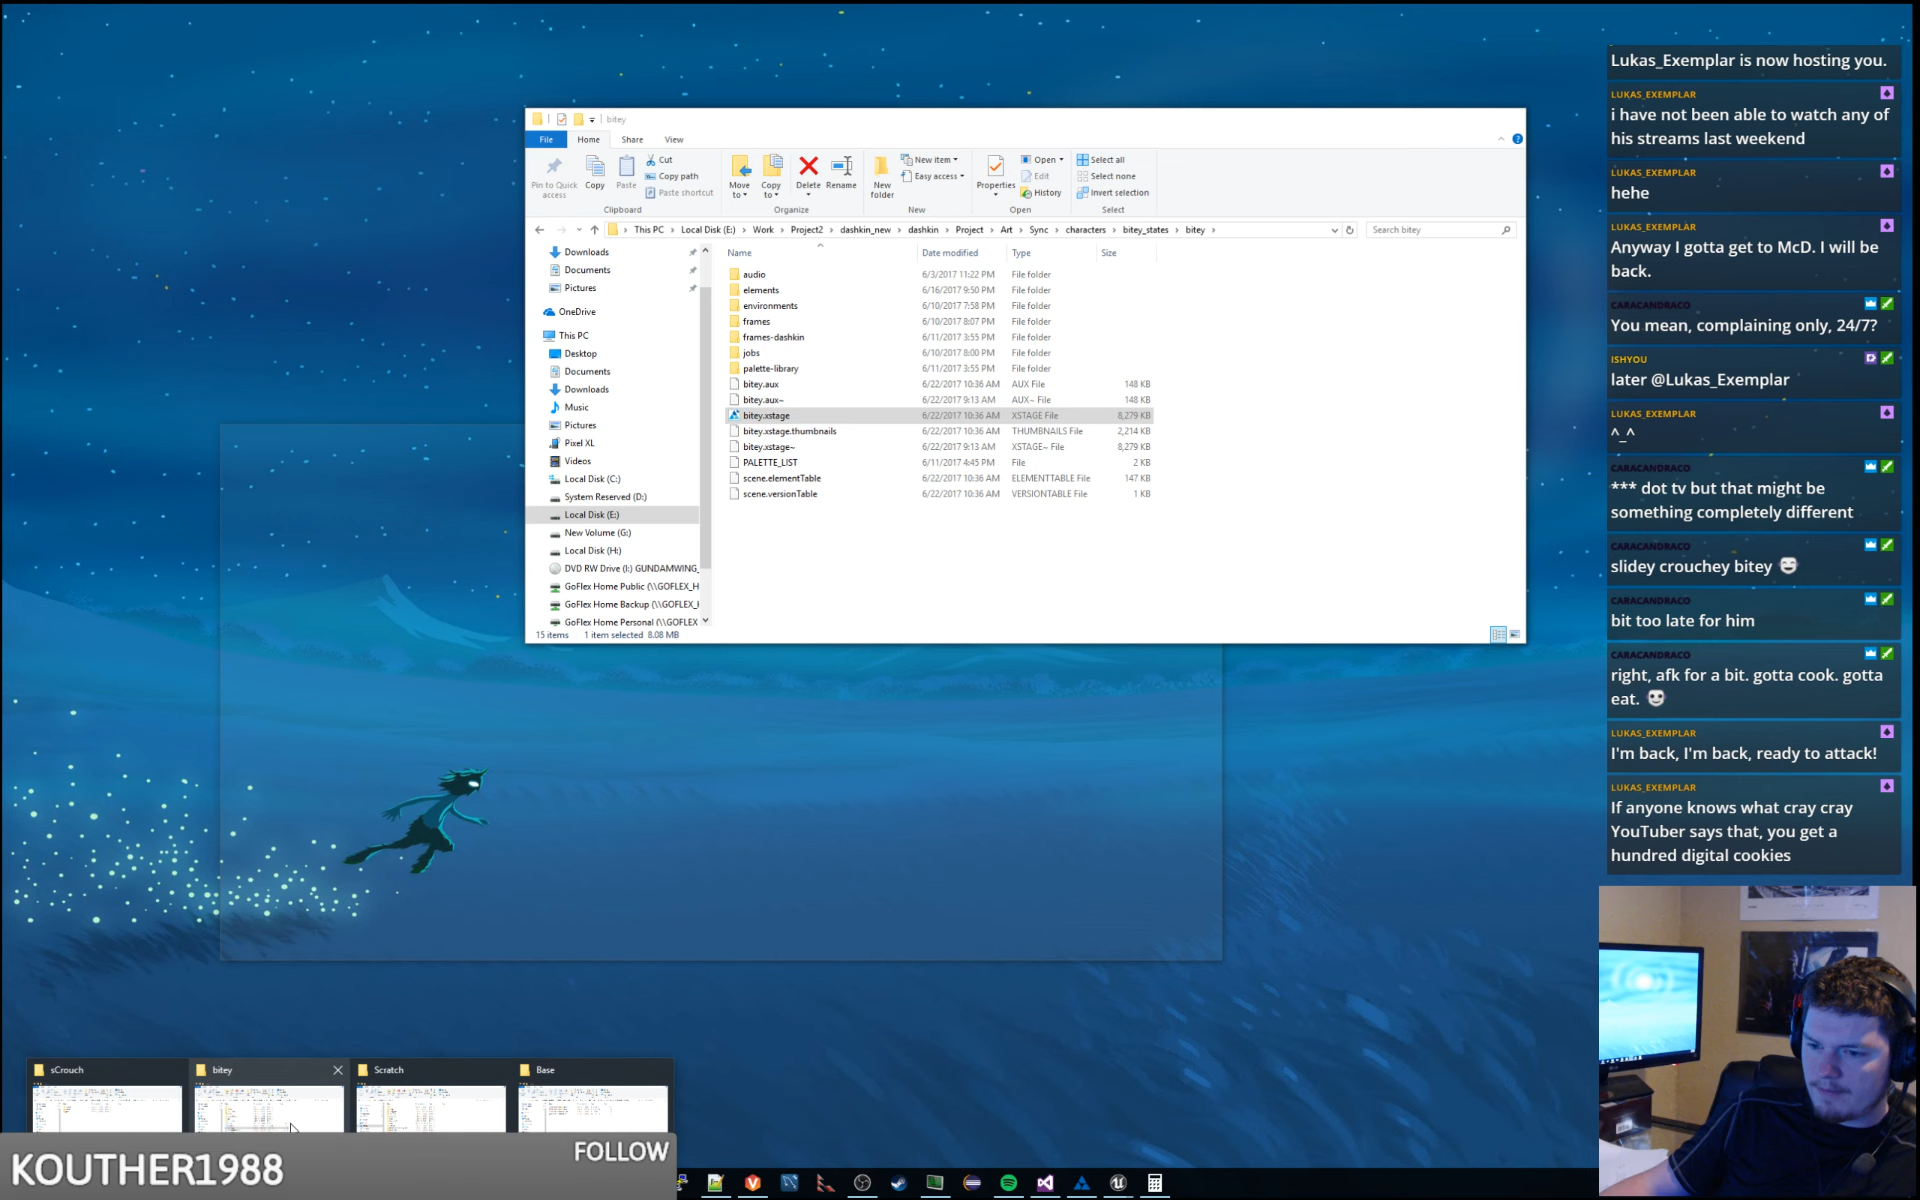 bitey
File
Home
Share
View
Pin to Quick access
Copy
Paste
Cut
Copy path
Paste shortcut
Clipboard
Move to
Copy to
Delete
Rename
Organize
New folder
New item
Easy access
New
Properties
Open
Edit
History
Open
Select all
Select none
Invert selection
Select
This PC > Local Disk (E:) > Work > Project2 > dashkin_new > dashkin > Project > Art > Sync > characters > bitey_states > bitey >
Search bitey
Downloads
Documents
Pictures
OneDrive
This PC
Desktop
Documents
Downloads
Music
Pictures
Pixel XL
Videos
Local Disk (C:)
System Reserved (D:)
Local Disk (E:)
New Volume (G:)
Local Disk (H:)
DVD RW Drive (I:) GUNDAMWING_
GoFlex Home Public (\\GOFLEX_H
GoFlex Home Backup (\\GOFLEX_H
GoFlex Home Personal (\\GOFLEX
Name Date modified Type Size
audio 6/3/2017 11:22 PM File folder
elements 6/16/2017 9:50 PM File folder
environments 6/10/2017 7:58 PM File folder
frames 6/10/2017 8:07 PM File folder
frames-dashkin 6/11/2017 3:55 PM File folder
jobs 6/10/2017 8:00 PM File folder
palette-library 6/11/2017 3:55 PM File folder
bitey.aux 6/22/2017 10:36 AM AUX File 148 KB
bitey.aux~ 6/22/2017 9:13 AM AUX~ File 148 KB
bitey.xstage 6/22/2017 10:36 AM XSTAGE File 8,279 KB
bitey.xstage.thumbnails 6/22/2017 10:36 AM THUMBNAILS File 2,214 KB
bitey.xstage~ 6/22/2017 9:13 AM XSTAGE~ File 8,279 KB
PALETTE_LIST 6/11/2017 4:45 PM File 2 KB
scene.elementTable 6/22/2017 10:36 AM ELEMENTTABLE File 147 KB
scene.versionTable 6/22/2017 10:36 AM VERSIONTABLE File 1 KB
15 items 1 item selected 8.08 MB
Lukas_Exemplar is now hosting you.
LUKAS_EXEMPLAR
i have not been able to watch any of
his streams last weekend
LUKAS_EXEMPLAR
hehe
LUKAS_EXEMPLAR
Anyway I gotta get to McD. I will be
back.
CARACANDRACO
You mean, complaining only, 24/7?
ISHYOU
later @Lukas_Exemplar
LUKAS_EXEMPLAR
^_^
CARACANDRACO
*** dot tv but that might be
something completely different
CARACANDRACO
slidey crouchey bitey
CARACANDRACO
bit too late for him
CARACANDRACO
right, afk for a bit. gotta cook. gotta
eat.
LUKAS_EXEMPLAR
I'm back, I'm back, ready to attack!
LUKAS_EXEMPLAR
If anyone knows what cray cray
YouTuber says that, you get a
hundred digital cookies
sCrouch
bitey
Scratch
Base
FOLLOW
KOUTHER1988